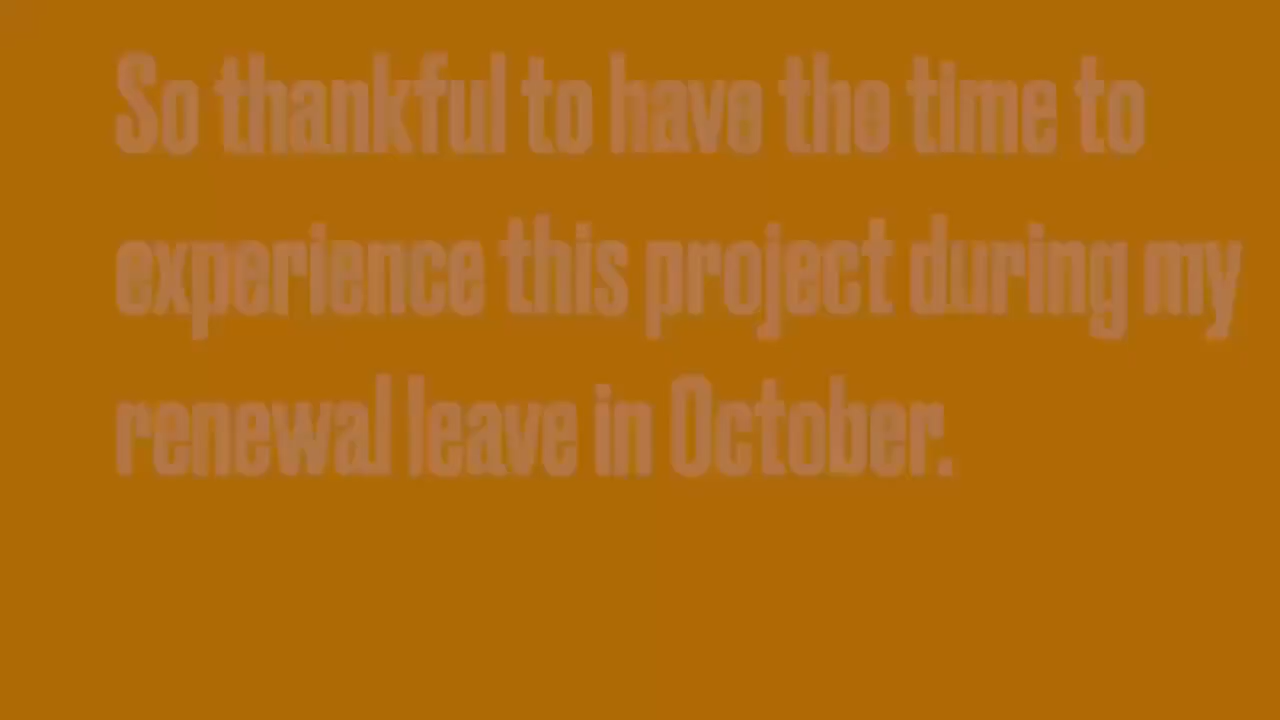 So thankful to have the time to
experience this project during my
renewal leave in October.